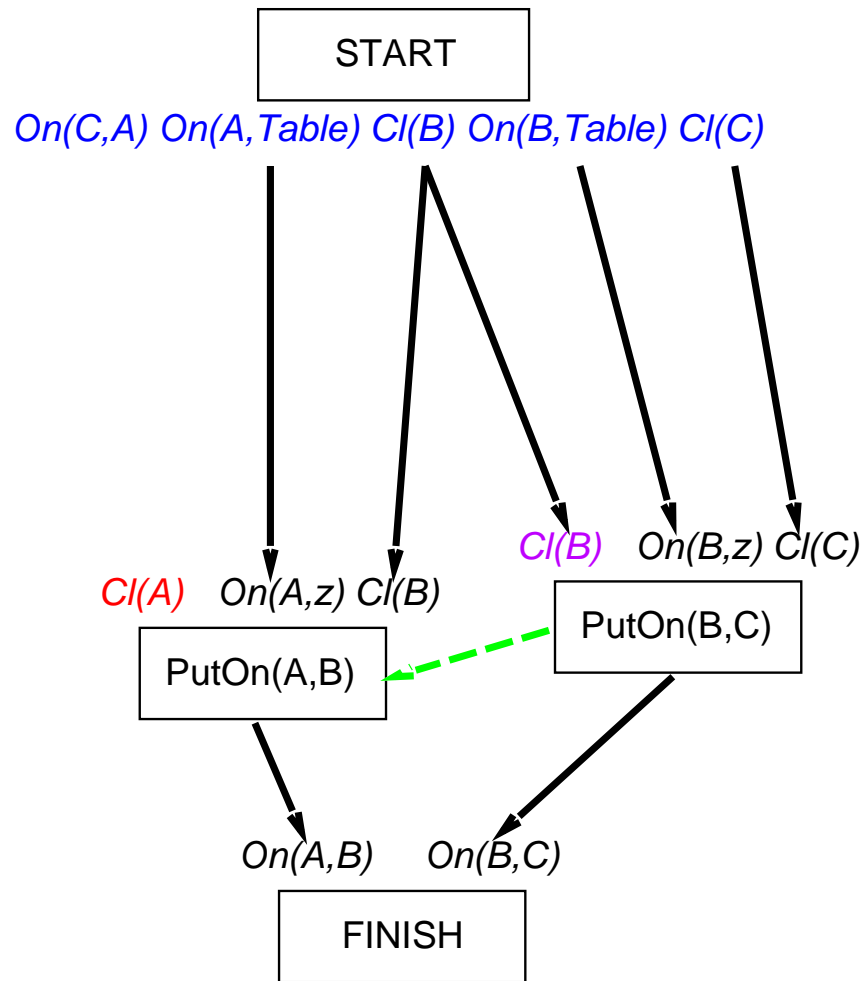 START
On(C,A) On(A,Table) Cl(B) On(B,Table) Cl(C)
Cl(B) On(B,z) Cl(C)
Cl(A) On(A,z) Cl(B)
PutOn(B,C)
PutOn(A,B)
On(A,B) On(B,C)
FINISH